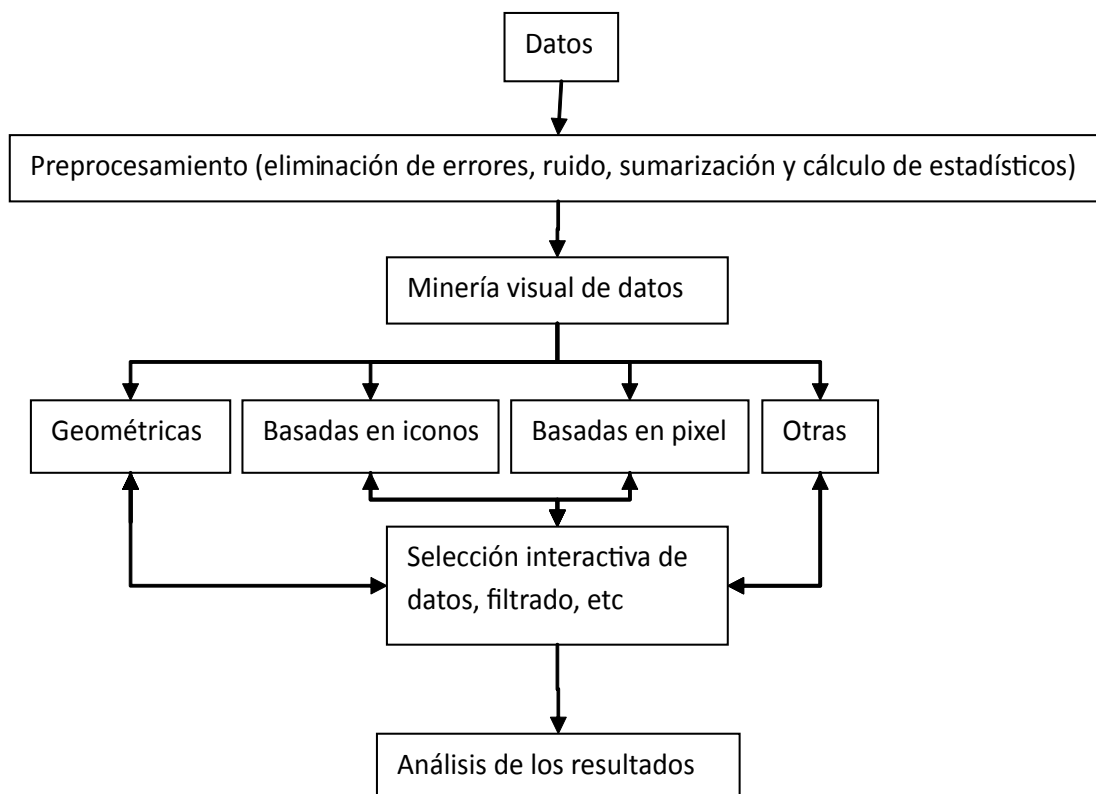 Datos
Preprocesamiento (eliminación de errores, ruido, sumarización y cálculo de estadísticos)
Minería visual de datos
Geométricas
Basadas en iconos
Basadas en pixel
Otras
Selección interactiva de
datos, filtrado, etc
Análisis de los resultados